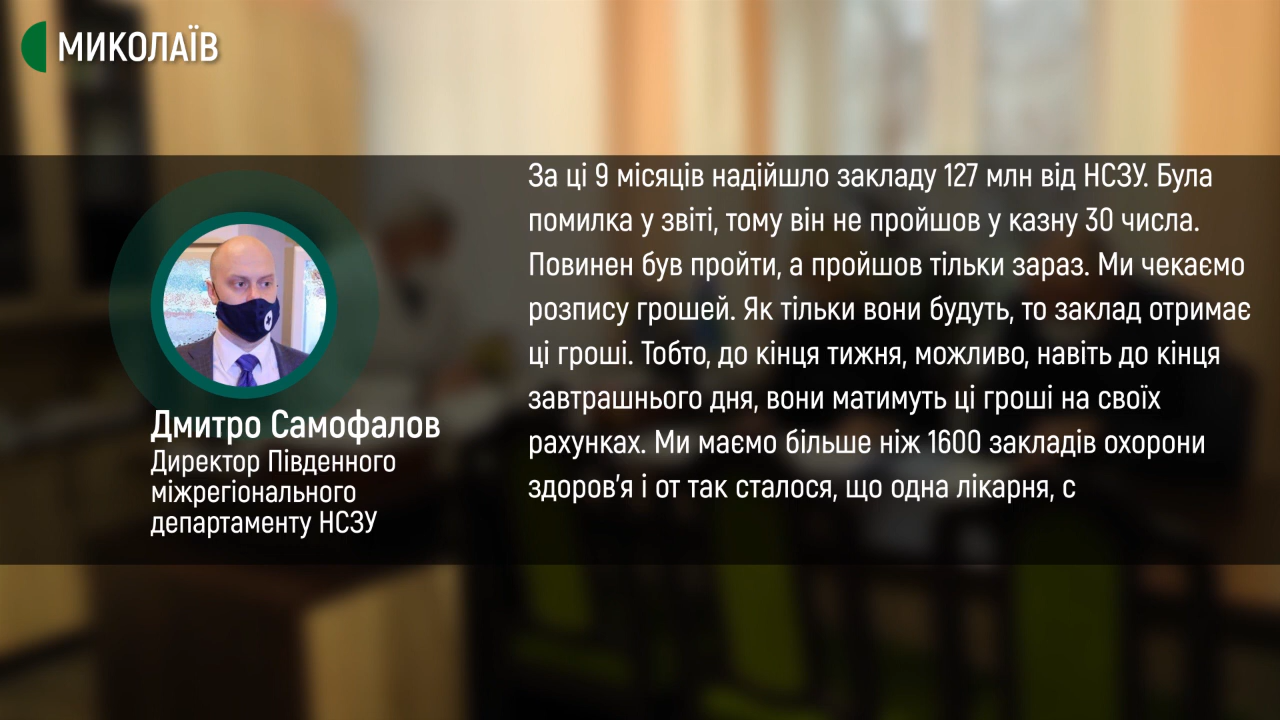 МИКОЛАЇВ
За ці 9 місяців надійшло закладу 127 млн від НСЗУ. Була
помилка у звіті, тому він не пройшов у казну 30 числа.
Повинен був пройти, а пройшов тільки зараз. Ми чекаємо
розпису грошей. Як тільки вони будуть, то заклад отримає
ці гроші. Тобто, до кінця тижня, можливо, навіть до кінця
завтрашнього дня, вони матимуть ці гроші на своїх
рахунках. Ми маємо більше ніж 1600 закладів охорони
здоров'я і от так сталося, що одна лікарня, с
Дмитро Самофалов
Директор Південного
міжрегіонального
департаменту НСЗУ